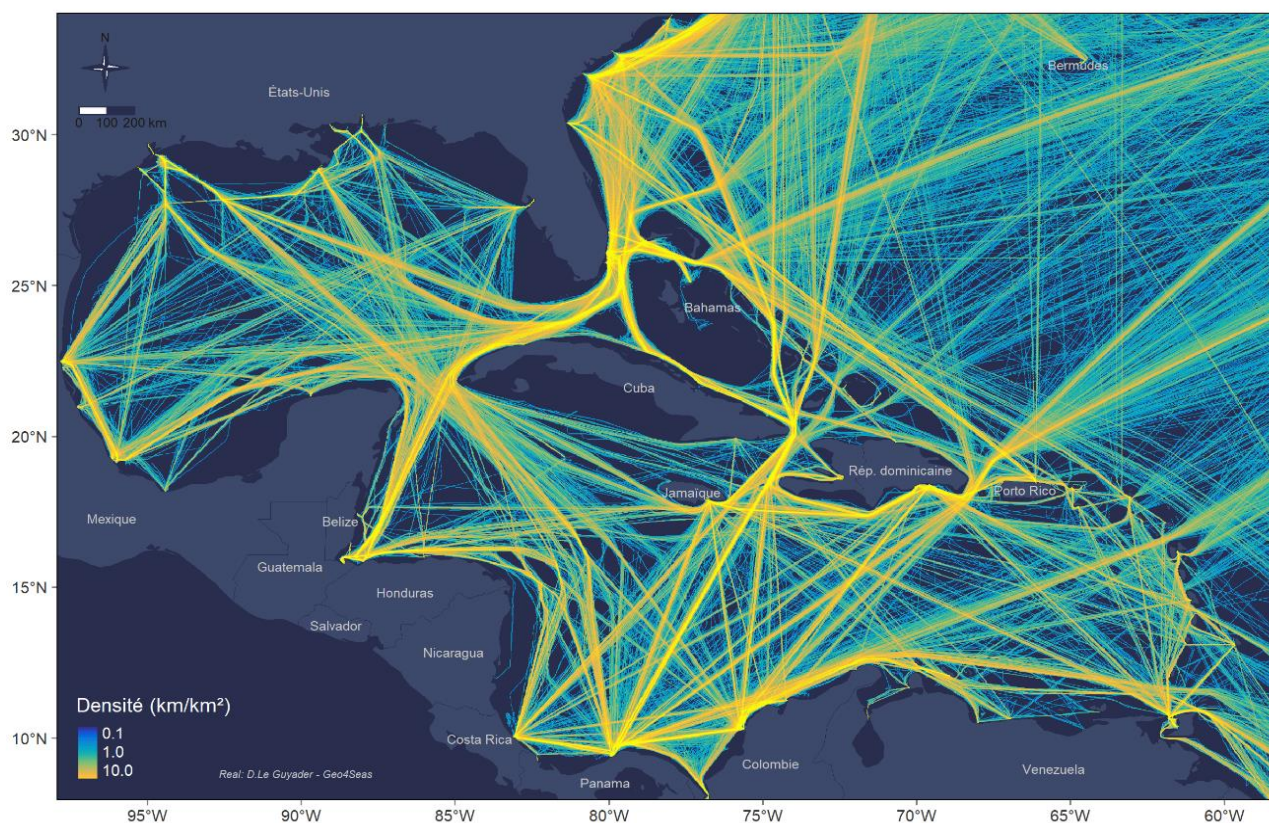 N
États-Unis
0 100 200 km
Bermudes
30°N
25°N
Bahamas
Cuba
20°N
Rép. dominicaine
Jamaïque
Porto Rico
Mexique
Belize
Guatemala
15°N
Honduras
Salvador
Nicaragua
Densité (km/km²)
0.1
1.0
10.0
10°N
Costa Rica
Real: D.Le Guyader - Geo4Seas
Panama
Colombie
Venezuela
95°W 90°W 85°W 80°W 75°W 70°W 65°W 60°W